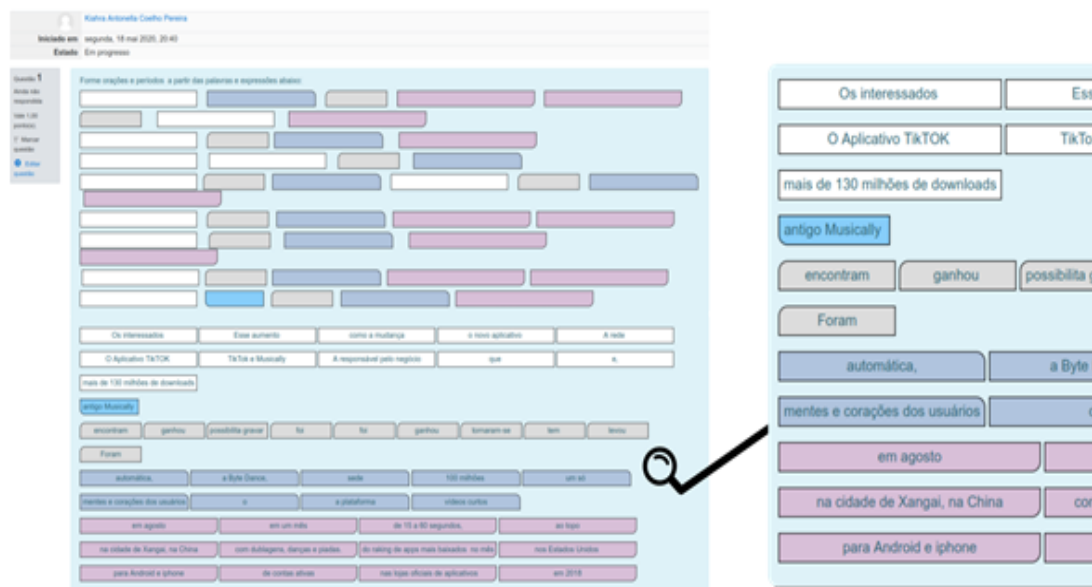 Kiahra Antonella Coelho Pereira
Iniciado em segunda, 18 mai 2020, 20:40
Estado Em progresso
Questão 1
Ainda não
respondida
Vale 1,00
ponto(s).
Marcar
questão
Editar
questão
Forme orações e períodos a partir das palavras e expressões abaixo:
Os interessados Esse aumento como a mudança o novo aplicativo A rede
O Aplicativo TikTOK TikTok e Musically A responsável pelo negócio que e,
mais de 130 milhões de downloads
antigo Musically
encontram ganhou possibilita gravar foi foi ganhou tornaram-se tem levou
Foram
automática, a Byte Dance, sede 100 milhões um só
mentes e corações dos usuários o a plataforma vídeos curtos
em agosto em um mês de 15 a 60 segundos, ao topo
na cidade de Xangai, na China com dublagens, danças e piadas. do raking de apps mais baixados no mês nos Estados Unidos
para Android e iphone de contas ativas nas lojas oficiais de aplicativos em 2018
Os interessados Ess
O Aplicativo TikTOK TikTo
mais de 130 milhões de downloads
antigo Musically
encontram ganhou possibilita g
Foram
automática, a Byte
mentes e corações dos usuários
em agosto
na cidade de Xangai, na China con
para Android e iphone